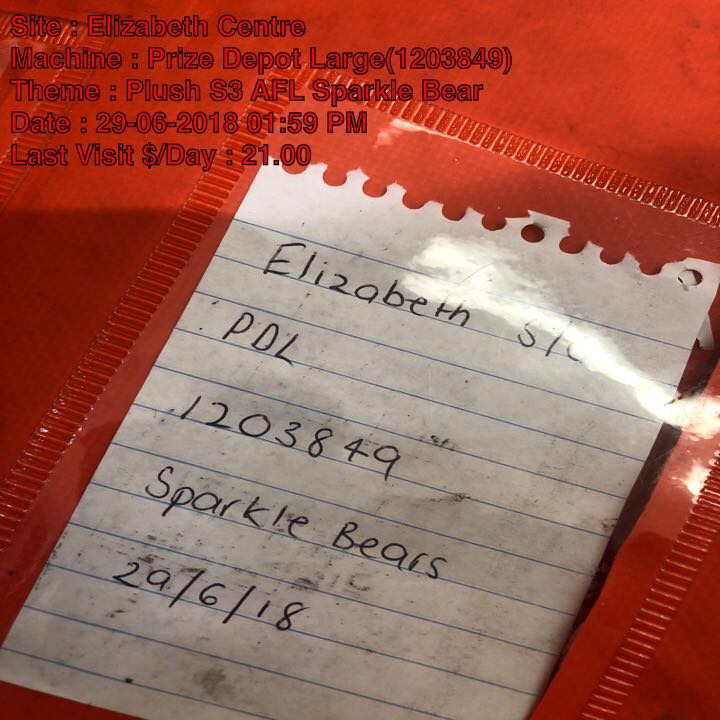 Site : Elizabeth Centre
Machine : Prize Depot Large(1203849)
Theme : Plush S3 AFL Sparkle Bear
Date : 29-06-2018 01:59 PM
Last Visit $/Day : 21.00
Elizabeth S/C
PDL
1203849
Sparkle Bears
29/6/18